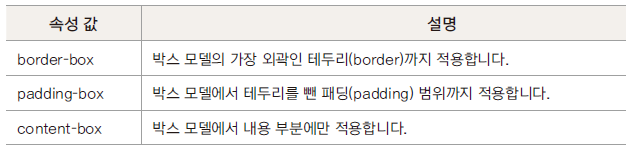 속성 값 설명
border-box 박스 모델의 가장 외곽인 테두리(border)까지 적용합니다.
padding-box 박스 모델에서 테두리를 뺀 패딩(padding) 범위까지 적용합니다.
content-box 박스 모델에서 내용 부분에만 적용합니다.